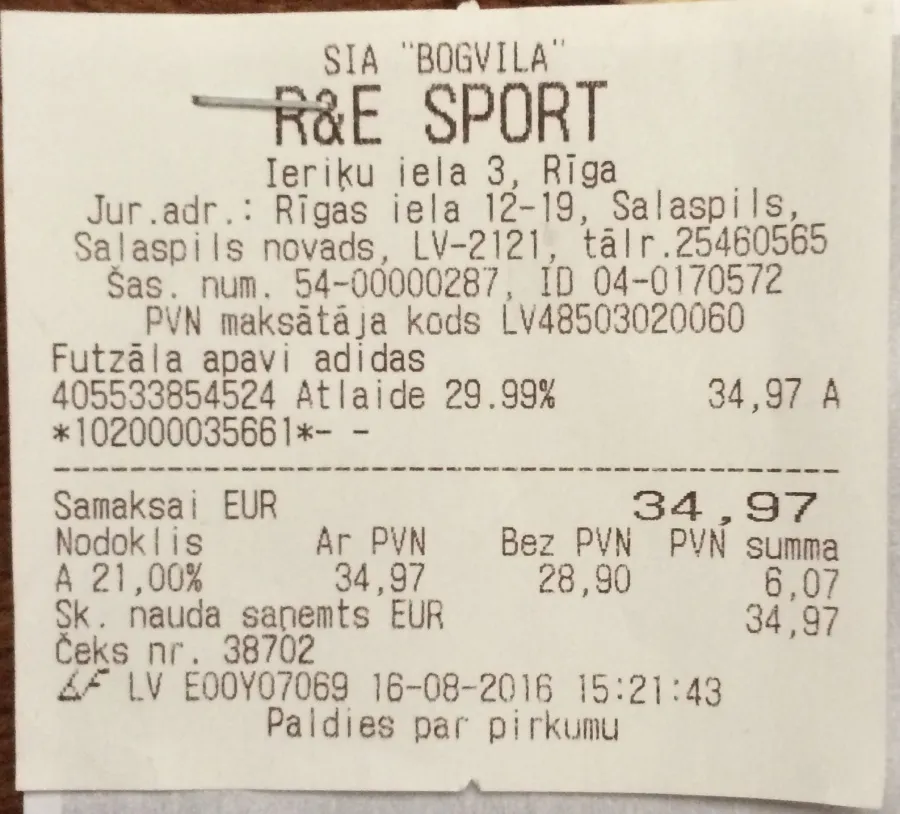 SIA "BOGVILA"
R&E SPORT
Ieriķu iela 3, Rīga
Jur.adr.: Rīgas iela 12-19, Salaspils,
Salaspils novads, LV-2121, tālr.25460565
Šas. num. 54-00000287, ID 04-0170572
PVN maksātāja kods LV48503020060
Futzāla apavi adidas
405533854524 Atlaide 29.99% 34,97 A
*102000035661*- -
Samaksai EUR 34,97
Nodoklis Ar PVN Bez PVN PVN summa
A 21,00% 34,97 28,90 6,07
Sk. nauda saņemts EUR 34,97
Čeks nr. 38702
LV E00Y07069 16-08-2016 15:21:43
Paldies par pirkumu